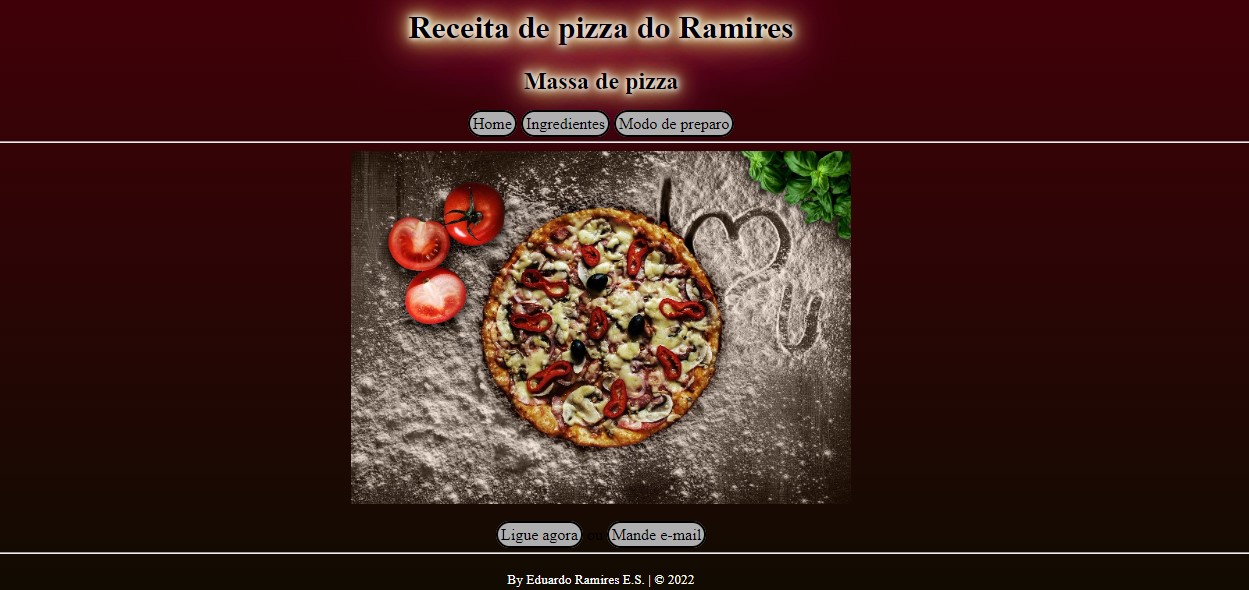 Receita de pizza do Ramires
Massa de pizza
Home Ingredientes Modo de preparo
I ♥ u
Ligue agora ou Mande e-mail
By Eduardo Ramires E.S. | © 2022